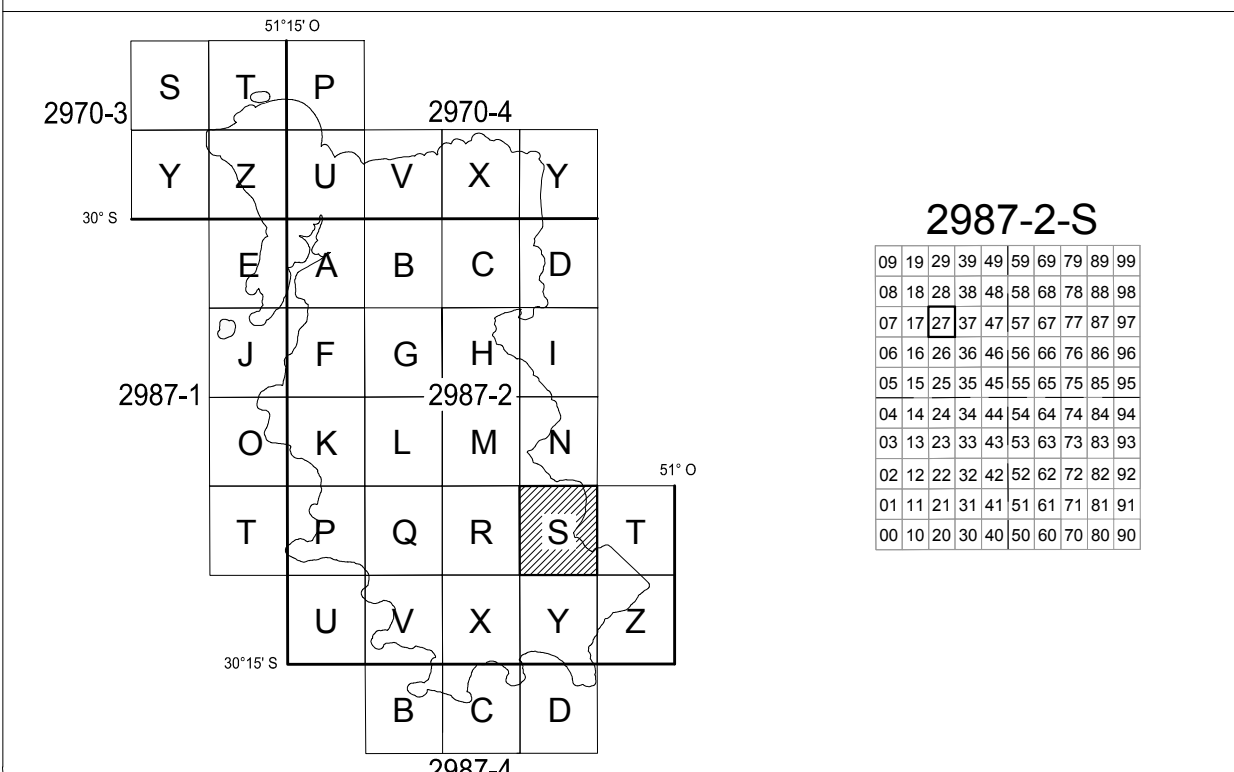 51°15' O
S T P
2970-3
2970-4
Y Z U V X Y
30° S
E A B C D
J F G H I
2987-1
2987-2
O K L M N
51° O
T P Q R S T
U V X Y Z
30°15' S
B C D
2987-4
2987-2-S
09 19 29 39 49 59 69 79 89 99
08 18 28 38 48 58 68 78 88 98
07 17 27 37 47 57 67 77 87 97
06 16 26 36 46 56 66 76 86 96
05 15 25 35 45 55 65 75 85 95
04 14 24 34 44 54 64 74 84 94
03 13 23 33 43 53 63 73 83 93
02 12 22 32 42 52 62 72 82 92
01 11 21 31 41 51 61 71 81 91
00 10 20 30 40 50 60 70 80 90